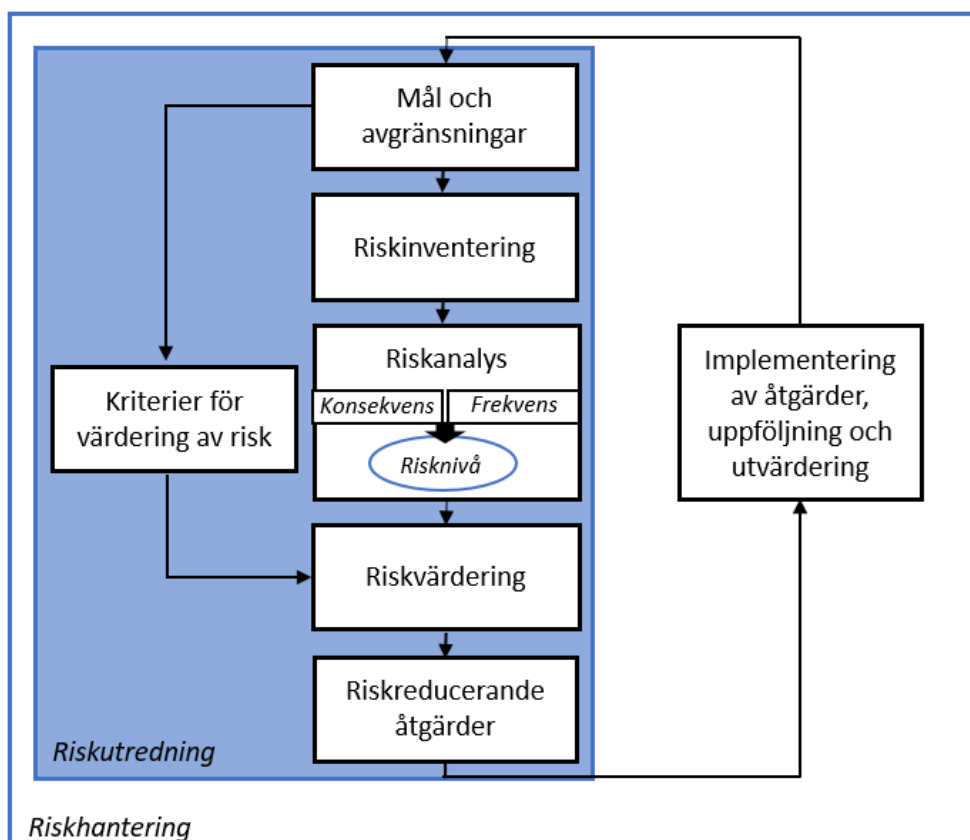 Mål och
avgränsningar
Riskinventering
Riskanalys
Konsekvens
Frekvens
Risknivå
Kriterier för
värdering av risk
Implementering
av åtgärder,
uppföljning och
utvärdering
Riskvärdering
Riskreducerande
åtgärder
Riskutredning
Riskhantering